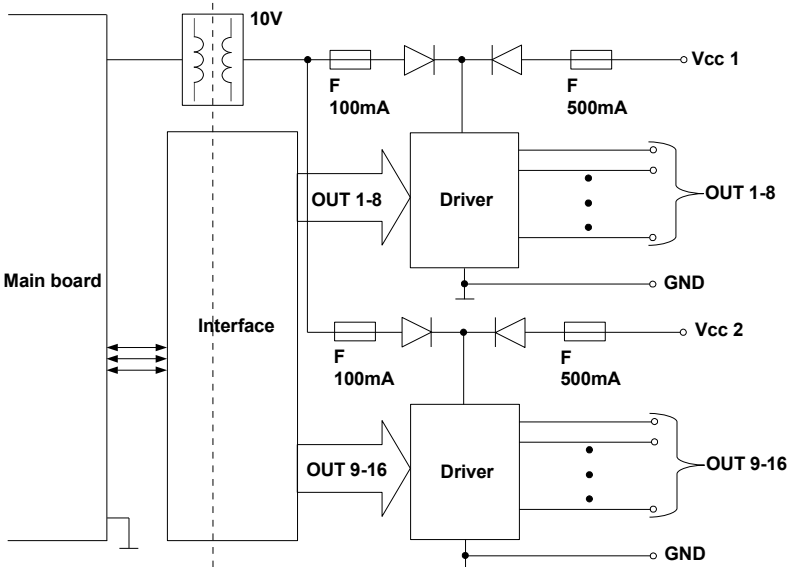 10V
Vcc 1
F
100mA
F
500mA
OUT 1-8
Driver
OUT 1-8
Main board
GND
Interface
Vcc 2
F
100mA
F
500mA
OUT 9-16
Driver
OUT 9-16
GND